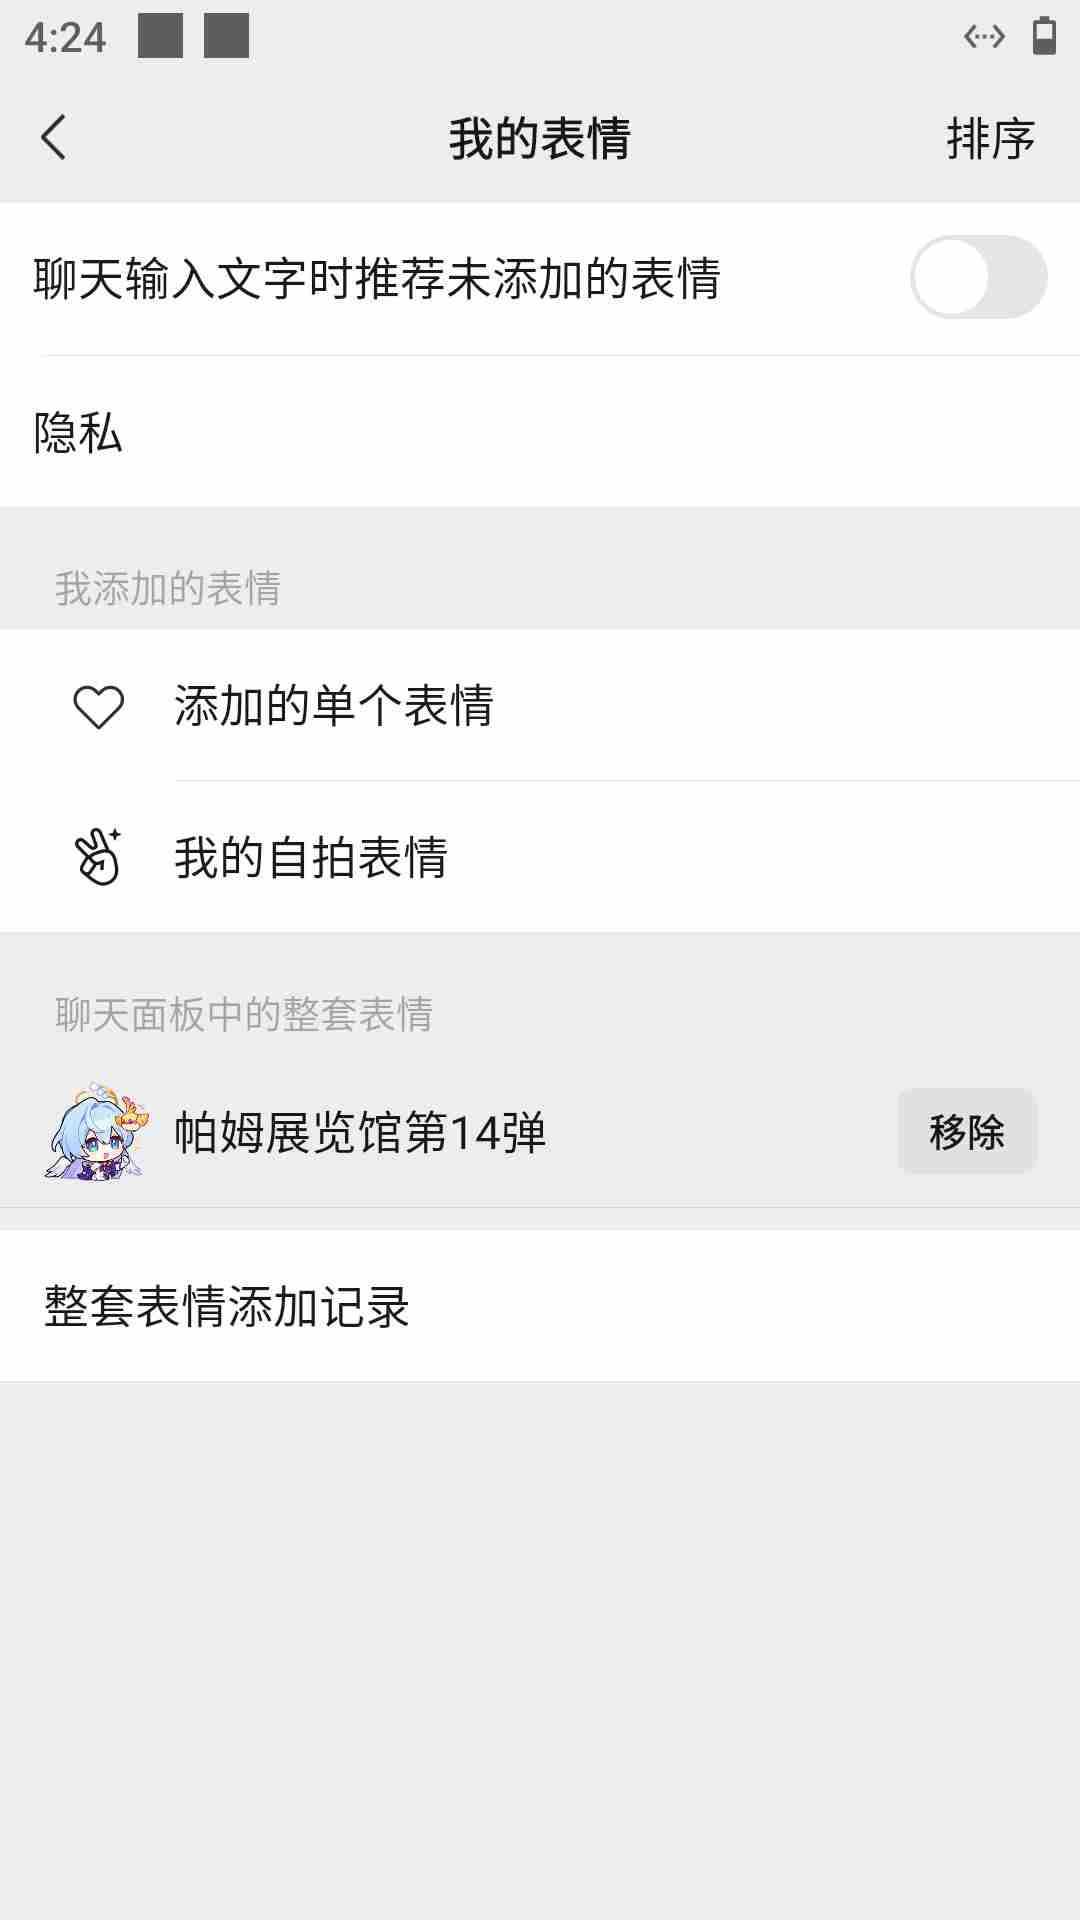 4:24
我的表情
排序
聊天输入文字时推荐未添加的表情
隐私
我添加的表情
添加的单个表情
我的自拍表情
聊天面板中的整套表情
帕姆展览馆第14弹
移除
整套表情添加记录